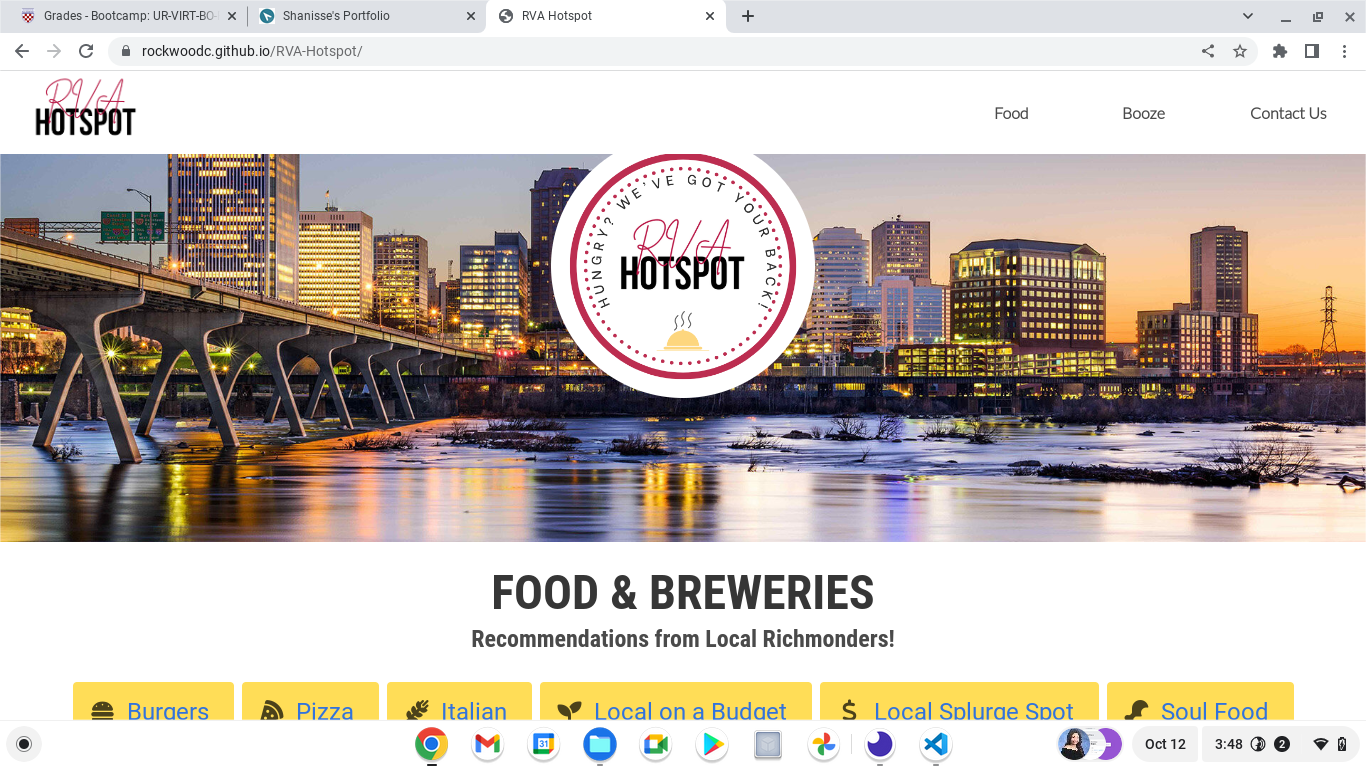 Grades - Bootcamp: UR-VIRT-BO-
Shanisse's Portfolio
RVA Hotspot
rockwoodc.github.io/RVA-Hotspot/
RVA
HOTSPOT
Food
Booze
Contact Us
HUNGRY? WE'VE GOT YOUR BACK!
RVA
HOTSPOT
FOOD & BREWERIES
Recommendations from Local Richmonders!
Burgers
Pizza
Italian
Local on a Budget
Local Splurge Spot
Soul Food
31
Oct 12
3:48
2